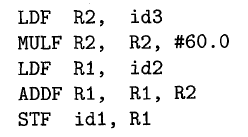 LDF R2, id3
MULF R2, R2, #60.0
LDF R1, id2
ADDF R1, R1, R2
STF id1, R1